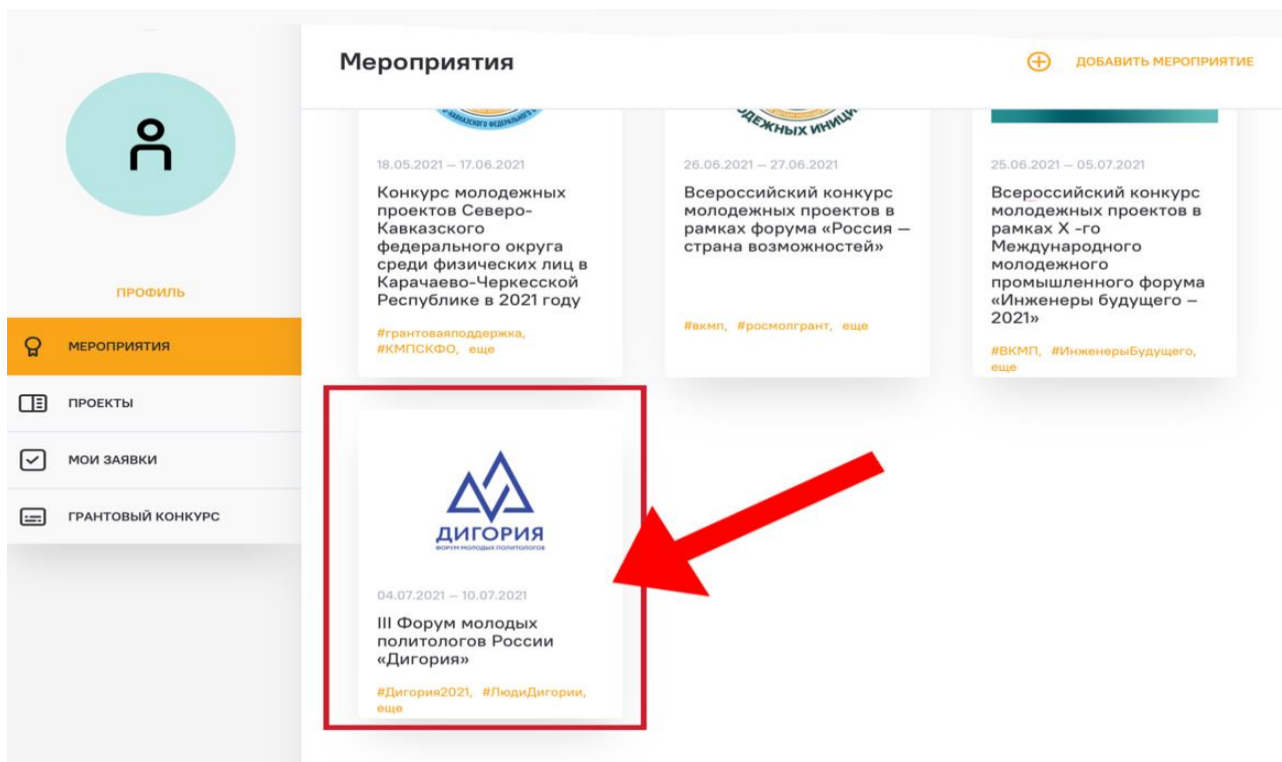 Мероприятия
ДОБАВИТЬ МЕРОПРИЯТИЕ
ПРОФИЛЬ
МЕРОПРИЯТИЯ
ПРОЕКТЫ
МОИ ЗАЯВКИ
ГРАНТОВЫЙ КОНКУРС
18.05.2021 — 17.06.2021
Конкурс молодежных
проектов Северо-
Кавказского
федерального округа
среди физических лиц в
Карачаево-Черкесской
Республике в 2021 году
#грантоваяподдержка,
#КМПСКФО, еще
26.06.2021 — 27.06.2021
Всероссийский конкурс
молодежных проектов в
рамках форума «Россия —
страна возможностей»
#вкмп, #росмолгрант, еще
25.06.2021 — 05.07.2021
Всероссийский конкурс
молодежных проектов в
рамках X -го
Международного
молодежного
промышленного форума
«Инженеры будущего –
2021»
#ВКМП, #ИнженерыБудущего,
еще
ДИГОРИЯ
ФОРУМ МОЛОДЫХ ПОЛИТОЛОГОВ
04.07.2021 — 10.07.2021
III Форум молодых
политологов России
«Дигория»
#Дигория2021, #ЛюдиДигории,
еще